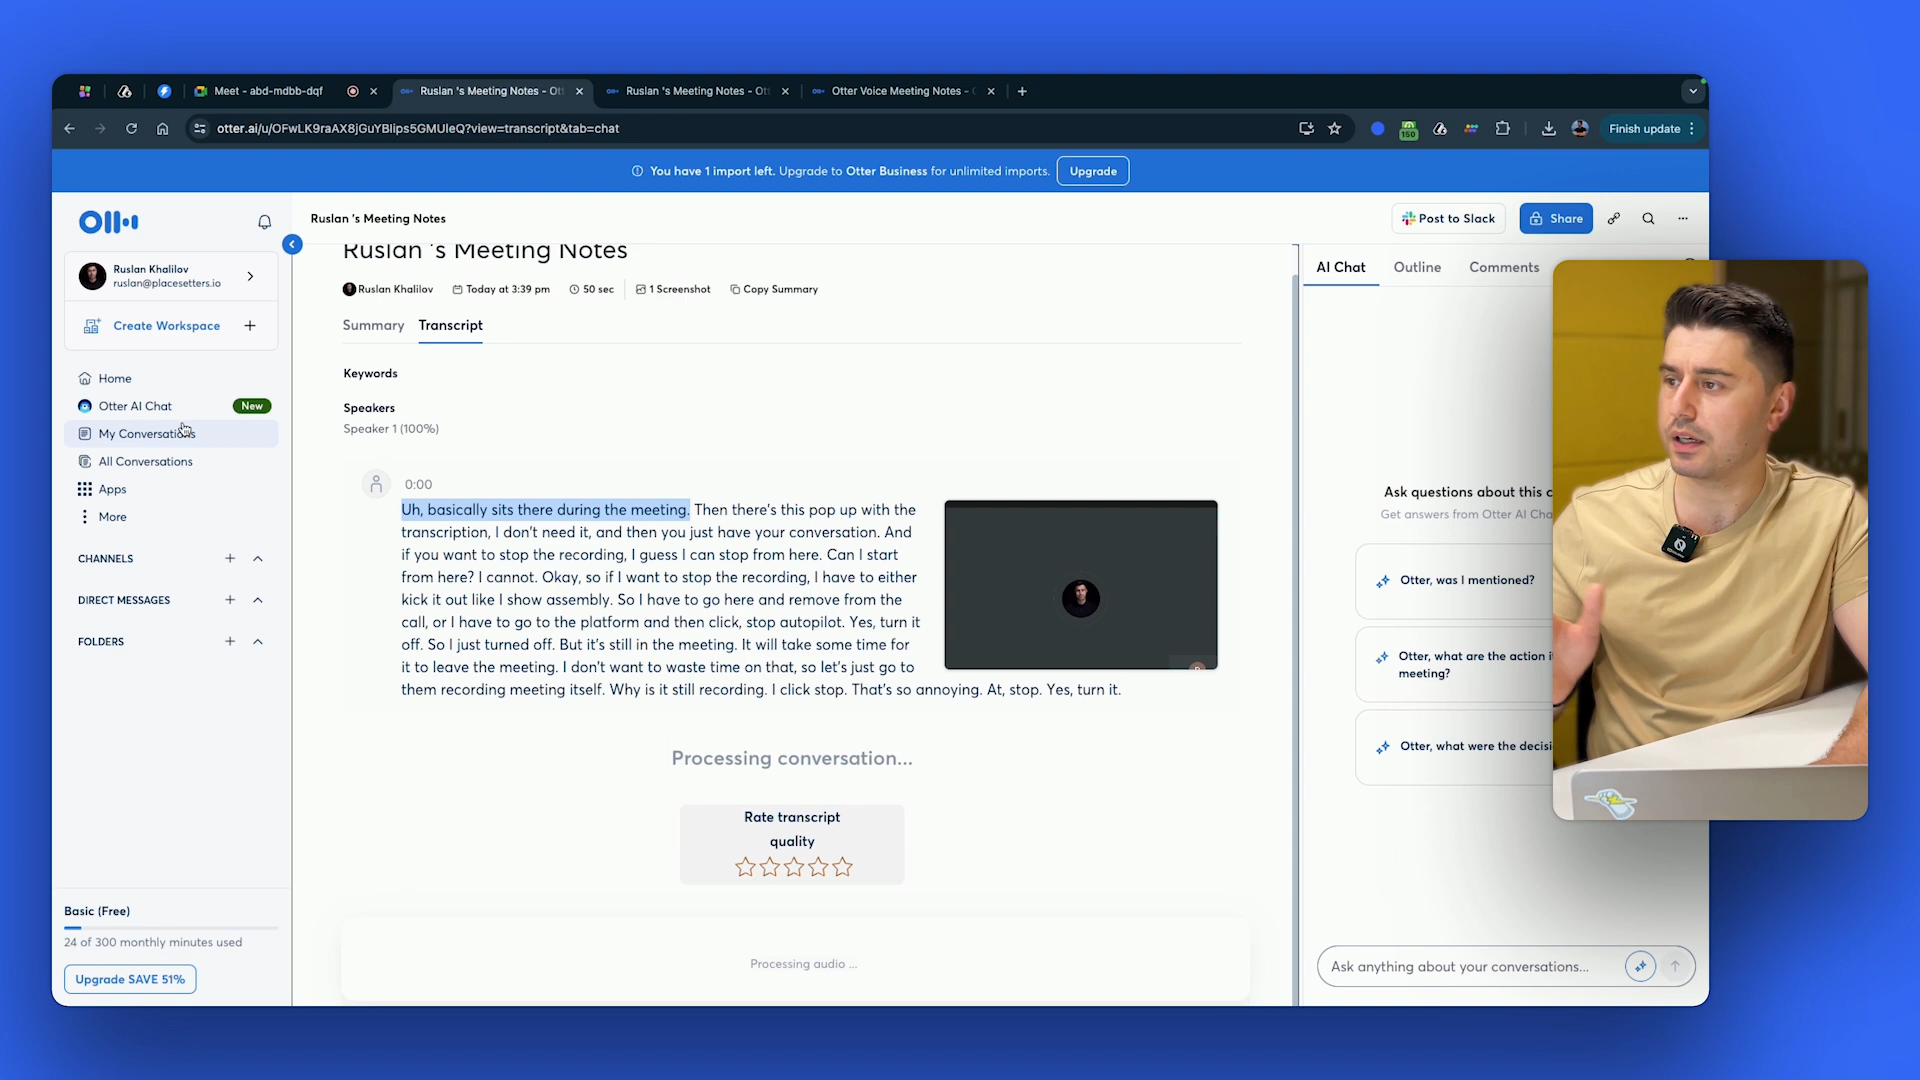 Meet - abd-mdbb-dqf
Ruslan 's Meeting Notes - Ott
Ruslan 's Meeting Notes - Ott
Otter Voice Meeting Notes -
otter.ai/u/OFwLK9raAX8jGuYBlips5GMUleQ?view=transcript&tab=chat
150
Finish update
You have 1 import left. Upgrade to Otter Business for unlimited imports.
Upgrade
Ruslan 's Meeting Notes
Post to Slack
Share
Ruslan Khalilov
ruslan@placesetters.io
Create Workspace
Home
Otter AI Chat
New
My Conversations
All Conversations
Apps
More
CHANNELS
DIRECT MESSAGES
FOLDERS
Basic (Free)
24 of 300 monthly minutes used
Upgrade SAVE 51%
Ruslan 's Meeting Notes
Ruslan Khalilov
Today at 3:39 pm
50 sec
1 Screenshot
Copy Summary
Summary
Transcript
Keywords
Speakers
Speaker 1 (100%)
0:00
Uh, basically sits there during the meeting. Then there's this pop up with the
transcription, I don't need it, and then you just have your conversation. And
if you want to stop the recording, I guess I can stop from here. Can I start
from here? I cannot. Okay, so if I want to stop the recording, I have to either
kick it out like I show assembly. So I have to go here and remove from the
call, or I have to go to the platform and then click, stop autopilot. Yes, turn it
off. So I just turned off. But it's still in the meeting. It will take some time for
it to leave the meeting. I don't want to waste time on that, so let's just go to
them recording meeting itself. Why is it still recording. I click stop. That's so annoying. At, stop. Yes, turn it.
Processing conversation...
Rate transcript
quality
Processing audio ...
AI Chat
Outline
Comments
Ask questions about this c
Get answers from Otter AI Cha
Otter, was I mentioned?
Otter, what are the action i
meeting?
Otter, what were the decisi
Ask anything about your conversations...